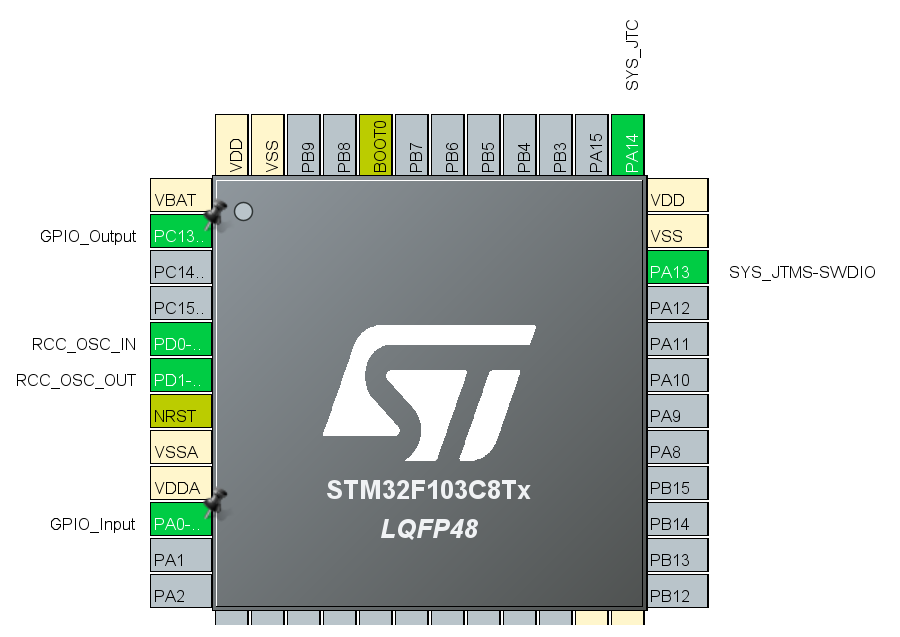 SYS_JTC
VDD
VSS
PB9
PB8
BOOT0
PB7
PB6
PB5
PB4
PB3
PA15
PA14
VBAT
GPIO_Output
PC13..
PC14..
PC15..
RCC_OSC_IN
PD0-..
RCC_OSC_OUT
PD1-..
NRST
VSSA
VDDA
GPIO_Input
PA0-..
PA1
PA2
VDD
VSS
PA13
SYS_JTMS-SWDIO
PA12
PA11
PA10
PA9
PA8
PB15
PB14
PB13
PB12
ST
STM32F103C8Tx
LQFP48